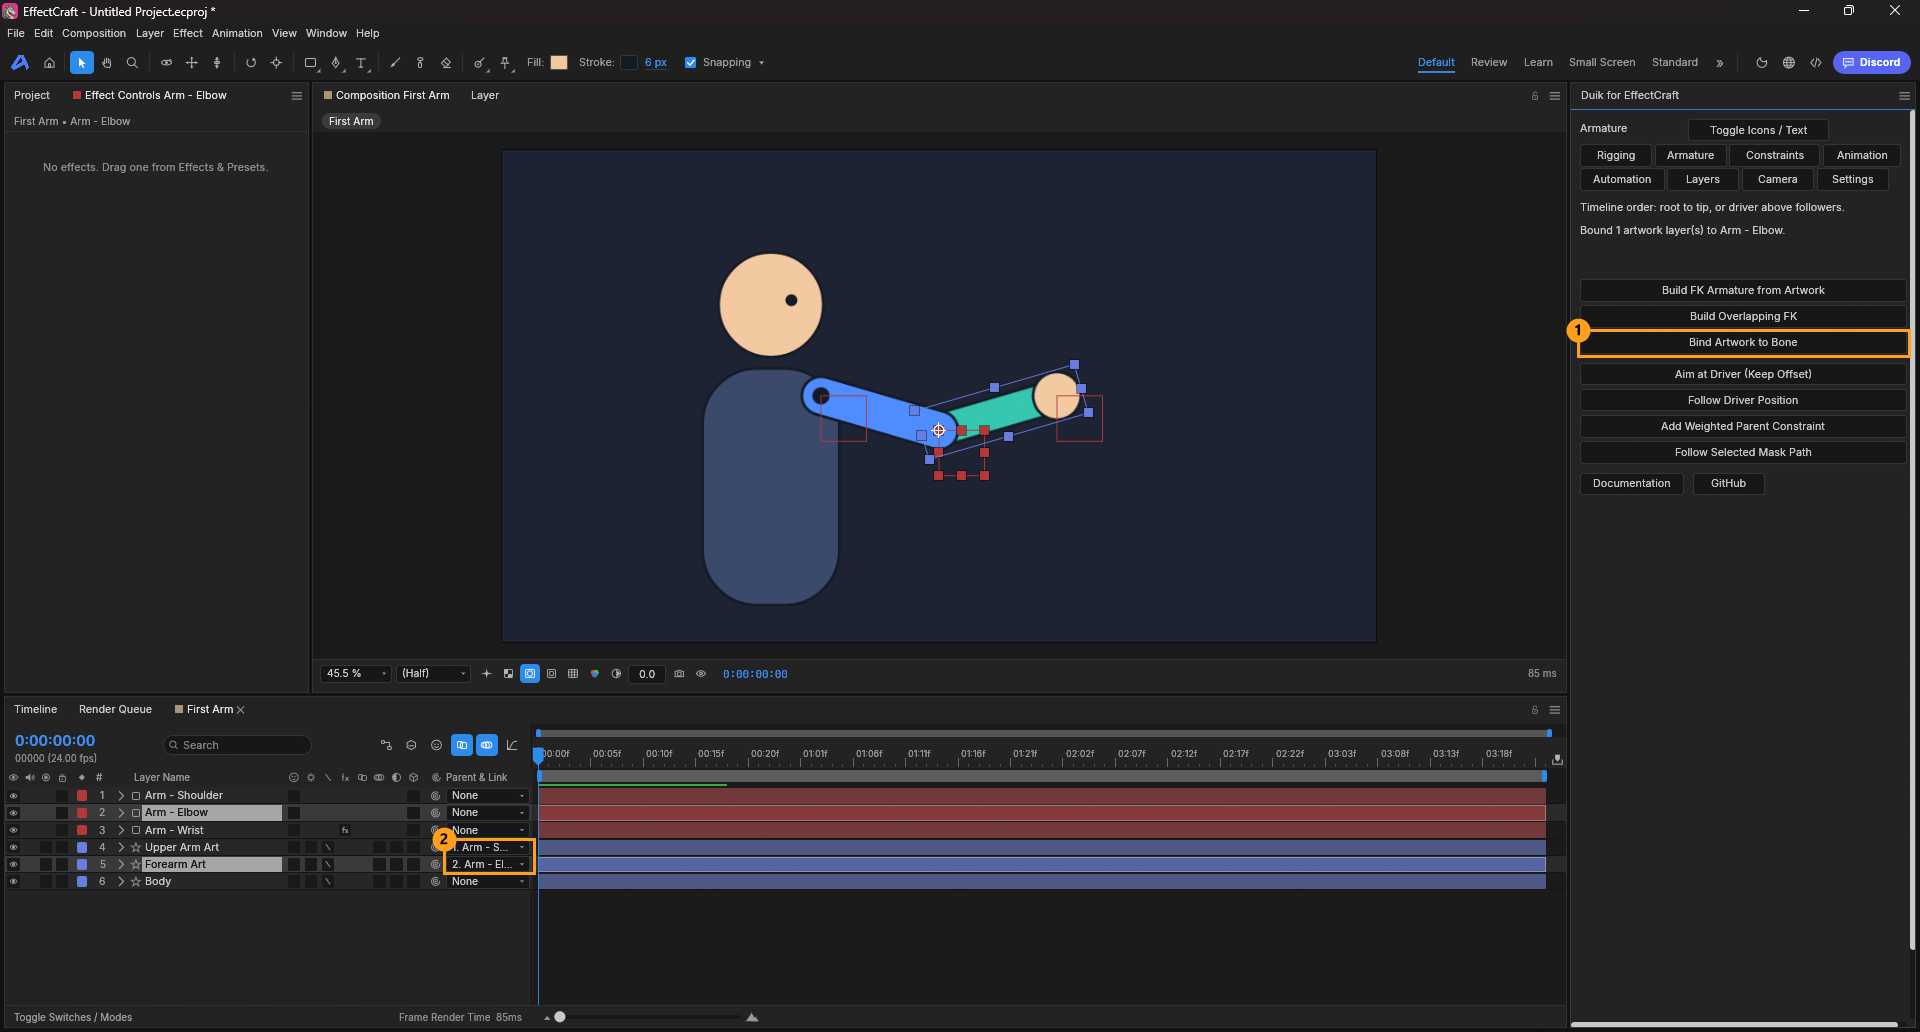 EffectCraft - Untitled Project.ecproj *
File Edit Composition Layer Effect Animation View Window Help
Fill: Stroke: 6 px Snapping
Default Review Learn Small Screen Standard Discord
Project Effect Controls Arm - Elbow
First Arm • Arm - Elbow
No effects. Drag one from Effects & Presets.
Composition First Arm Layer
First Arm
45.5 % (Half) 0.0 0:00:00:00 85 ms
Duik for EffectCraft
Armature Toggle Icons / Text
Rigging Armature Constraints Animation
Automation Layers Camera Settings
Timeline order: root to tip, or driver above followers.
Bound 1 artwork layer(s) to Arm - Elbow.
Build FK Armature from Artwork
Build Overlapping FK
1
Bind Artwork to Bone
Aim at Driver (Keep Offset)
Follow Driver Position
Add Weighted Parent Constraint
Follow Selected Mask Path
Documentation GitHub
Timeline Render Queue First Arm
0:00:00:00
00000 (24.00 fps)
Search
00:00f 00:05f 00:10f 00:15f 00:20f 01:01f 01:06f 01:11f 01:16f 01:21f 02:02f 02:07f 02:12f 02:17f 02:22f 03:03f 03:08f 03:13f 03:18f
# Layer Name fx Parent & Link
1 Arm - Shoulder None
2 Arm - Elbow None
3 Arm - Wrist fx None
2
4 Upper Arm Art 1. Arm - S...
5 Forearm Art 2. Arm - El...
6 Body None
Toggle Switches / Modes Frame Render Time 85ms